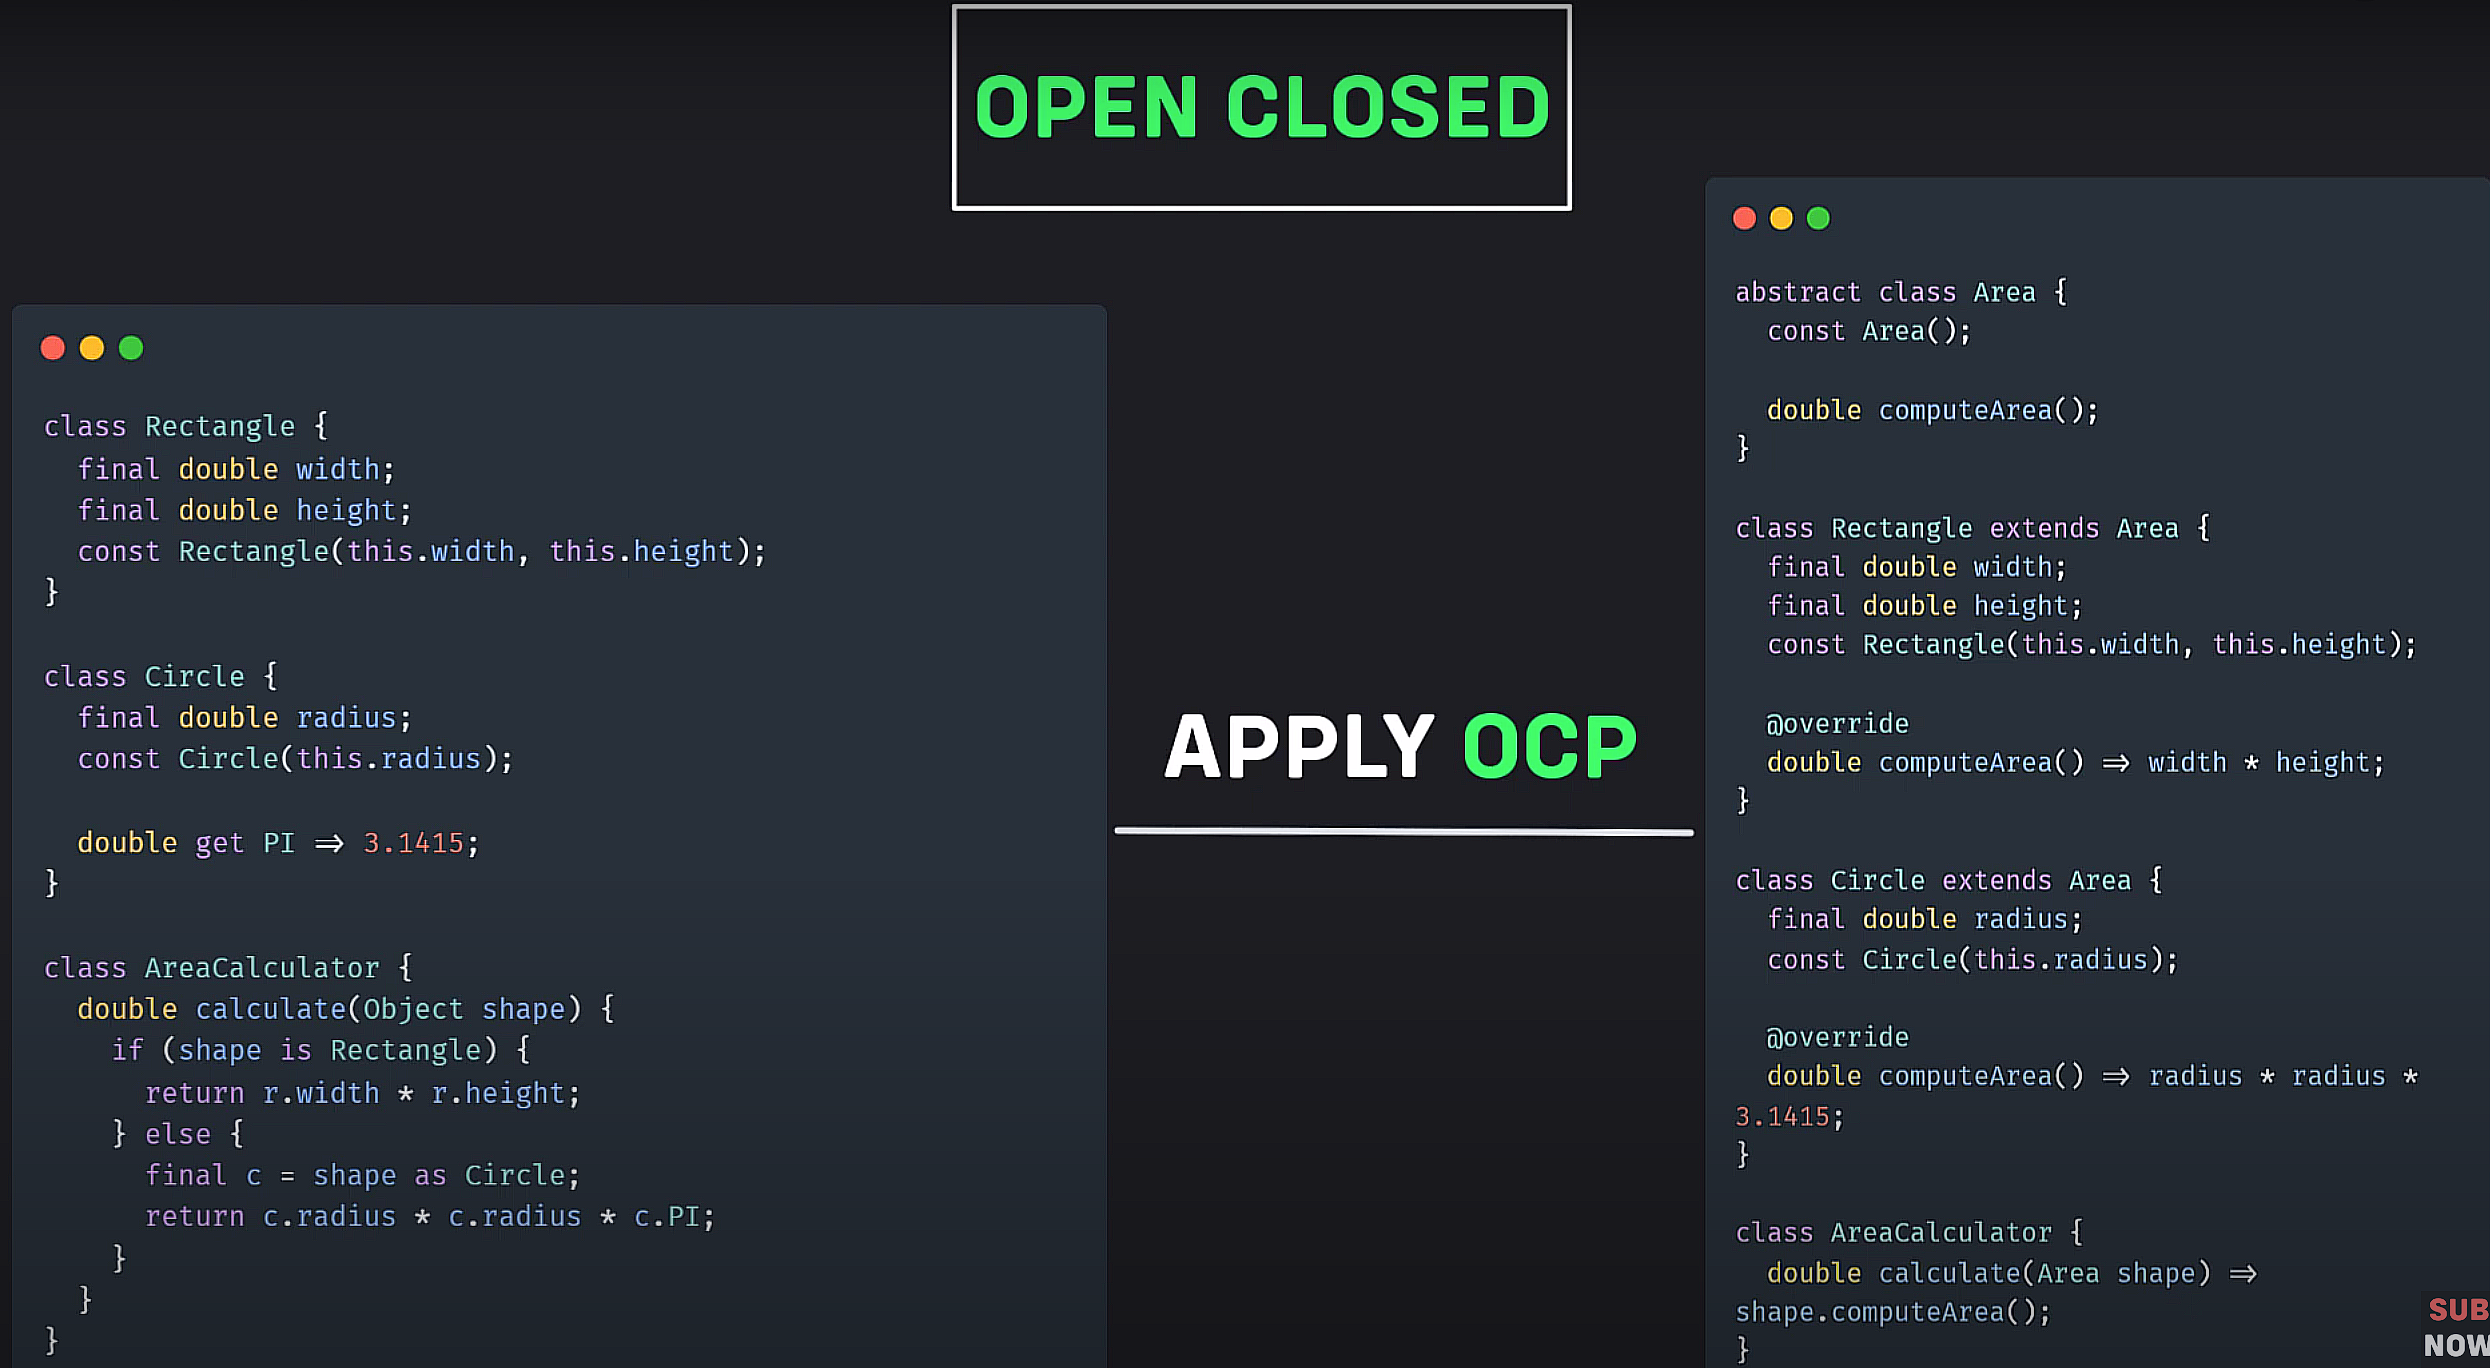 OPEN CLOSED
class Rectangle {
final double width;
final double height;
const Rectangle(this.width, this.height);
}
class Circle {
final double radius;
const Circle(this.radius);
double get PI => 3.1415;
}
class AreaCalculator {
double calculate(Object shape) {
if (shape is Rectangle) {
return r.width * r.height;
} else {
final c = shape as Circle;
return c.radius * c.radius * c.PI;
}
}
}
APPLY OCP
abstract class Area {
const Area();
double computeArea();
}
class Rectangle extends Area {
final double width;
final double height;
const Rectangle(this.width, this.height);
@override
double computeArea() => width * height;
}
class Circle extends Area {
final double radius;
const Circle(this.radius);
@override
double computeArea() => radius * radius *
3.1415;
}
class AreaCalculator {
double calculate(Area shape) =>
shape.computeArea();
}
SUB
NOW